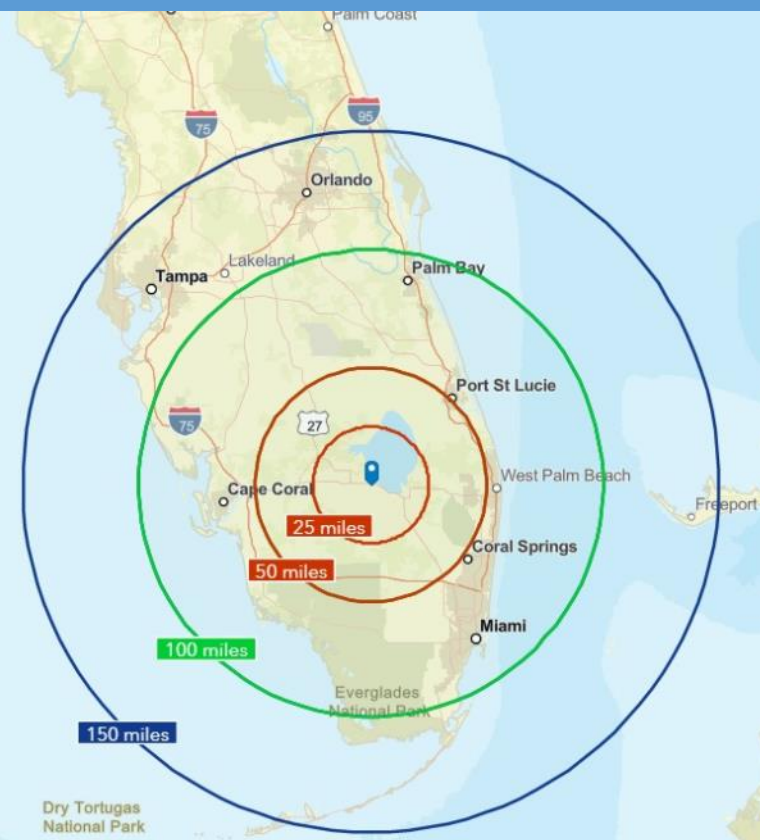 Palm Coast
95
75
Orlando
Lakeland
Palm Bay
Tampa
Port St Lucie
75
27
West Palm Beach
Cape Coral
Freeport
25 miles
Coral Springs
50 miles
Miami
100 miles
Everglades
National Park
150 miles
Dry Tortugas
National Park